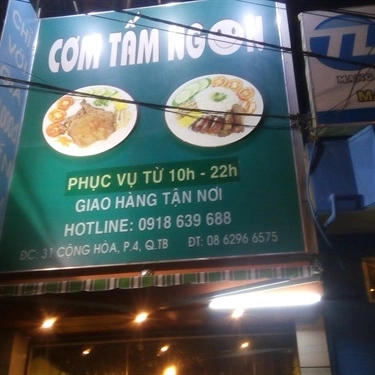 CƠM TẤM NGON
PHỤC VỤ TỪ 10h - 22h
GIAO HÀNG TẬN NƠI
HOTLINE: 0918 639 688
ĐC: 31 CỘNG HÒA, P.4, Q.TB ĐT: 08 6296 6575
TL